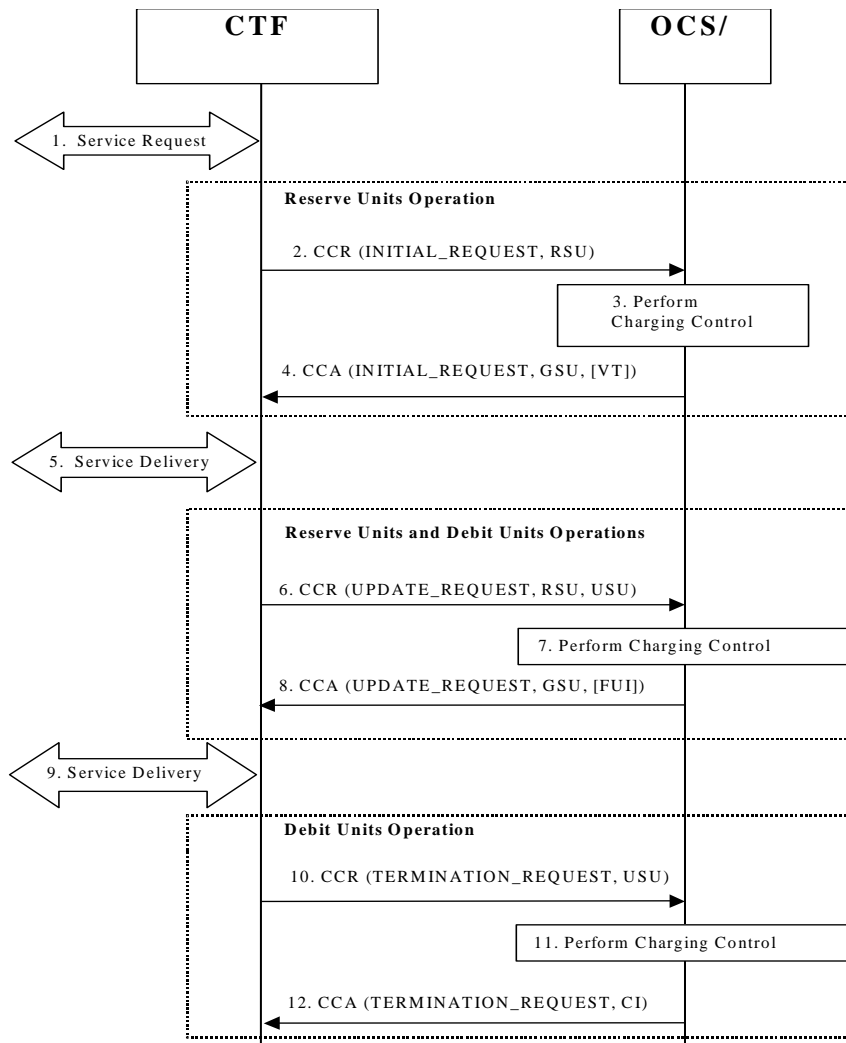 CTF
OCS/
1. Service Request
Reserve Units Operation
2. CCR (INITIAL_REQUEST, RSU)
3. Perform
Charging Control
4. CCA (INITIAL_REQUEST, GSU, [VT])
5. Service Delivery
Reserve Units and Debit Units Operations
6. CCR (UPDATE_REQUEST, RSU, USU)
7. Perform Charging Control
8. CCA (UPDATE_REQUEST, GSU, [FUI])
9. Service Delivery
Debit Units Operation
10. CCR (TERMINATION_REQUEST, USU)
11. Perform Charging Control
12. CCA (TERMINATION_REQUEST, CI)